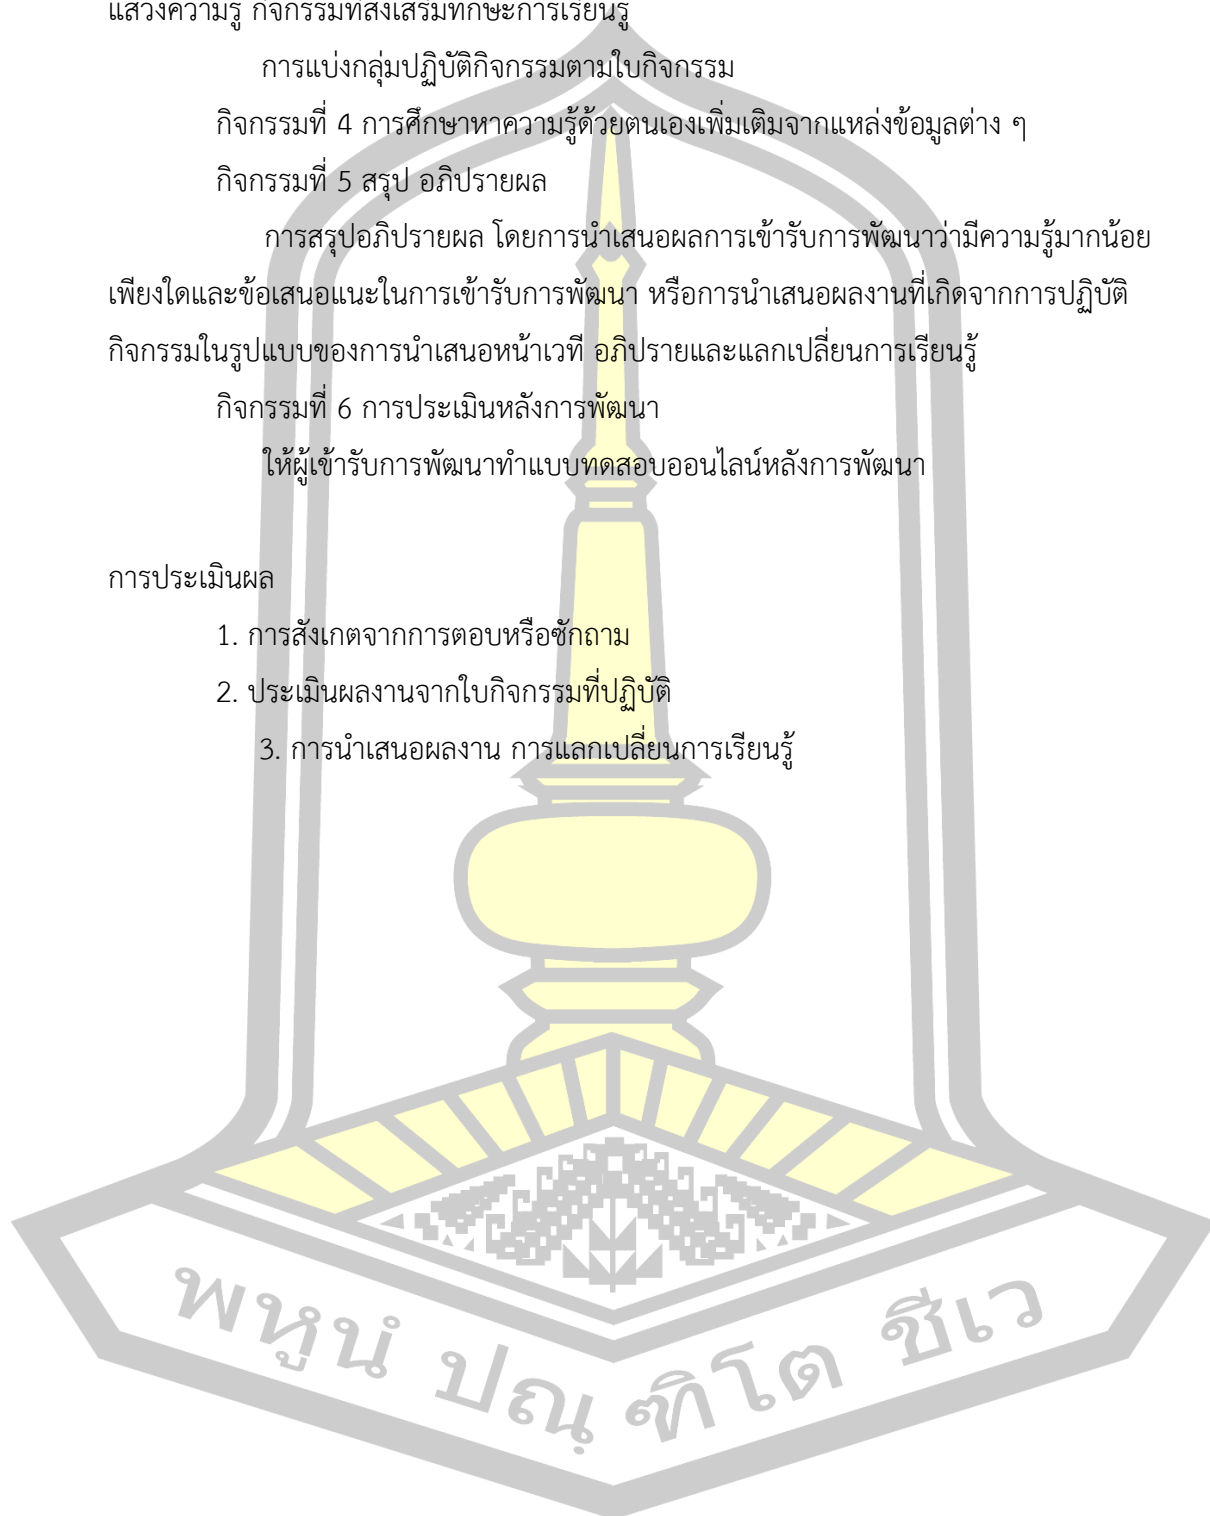 แสวงความรู้ กิจกรรมที่ส่งเสริมทักษะการเรียนรู้
การแบ่งกลุ่มปฏิบัติกิจกรรมตามใบกิจกรรม
กิจกรรมที่ 4 การศึกษาหาความรู้ด้วยตนเองเพิ่มเติมจากแหล่งข้อมูลต่าง ๆ
กิจกรรมที่ 5 สรุป อภิปรายผล
การสรุปอภิปรายผล โดยการนำเสนอผลการเข้ารับการพัฒนาว่ามีความรู้มากน้อย
เพียงใดและข้อเสนอแนะในการเข้ารับการพัฒนา หรือการนำเสนอผลงานที่เกิดจากการปฏิบัติ
กิจกรรมในรูปแบบของการนำเสนอหน้าเวที อภิปรายและแลกเปลี่ยนการเรียนรู้
กิจกรรมที่ 6 การประเมินหลังการพัฒนา
ให้ผู้เข้ารับการพัฒนาทำแบบทดสอบออนไลน์หลังการพัฒนา
การประเมินผล
1. การสังเกตจากการตอบหรือซักถาม
2. ประเมินผลงานจากใบกิจกรรมที่ปฏิบัติ
3. การนำเสนอผลงาน การแลกเปลี่ยนการเรียนรู้
พหูนํ ปณฺฑิโต ชีเว